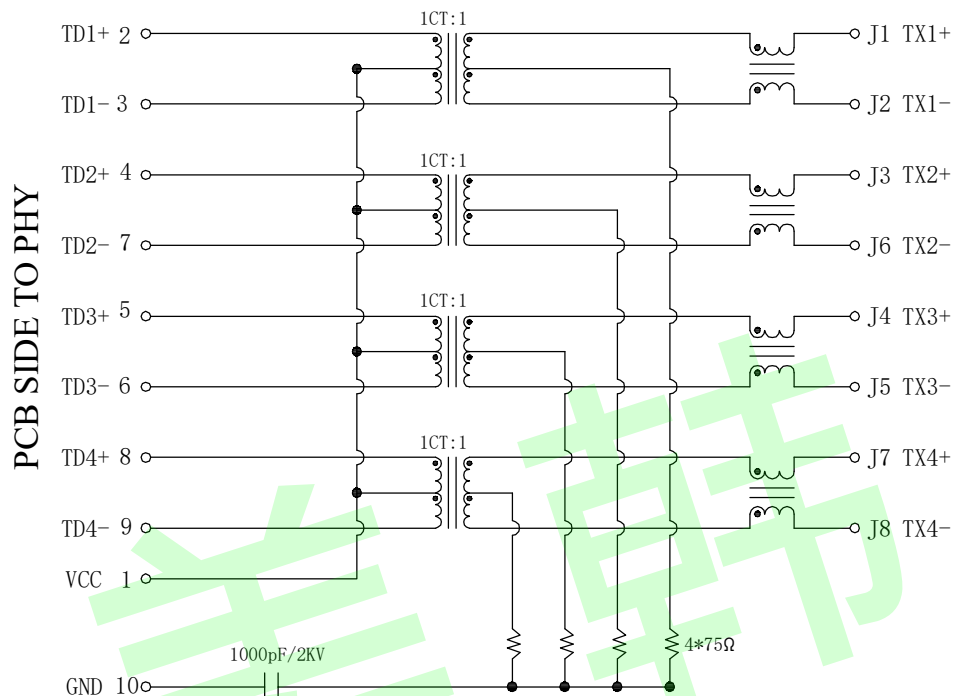 1CT:1
TD1+ 2
J1 TX1+
TD1- 3
J2 TX1-
1CT:1
TD2+ 4
J3 TX2+
TD2- 7
J6 TX2-
PCB SIDE TO PHY
1CT:1
TD3+ 5
J4 TX3+
TD3- 6
J5 TX3-
1CT:1
TD4+ 8
J7 TX4+
TD4- 9
J8 TX4-
VCC 1
4*75Ω
1000pF/2KV
GND 10
韩